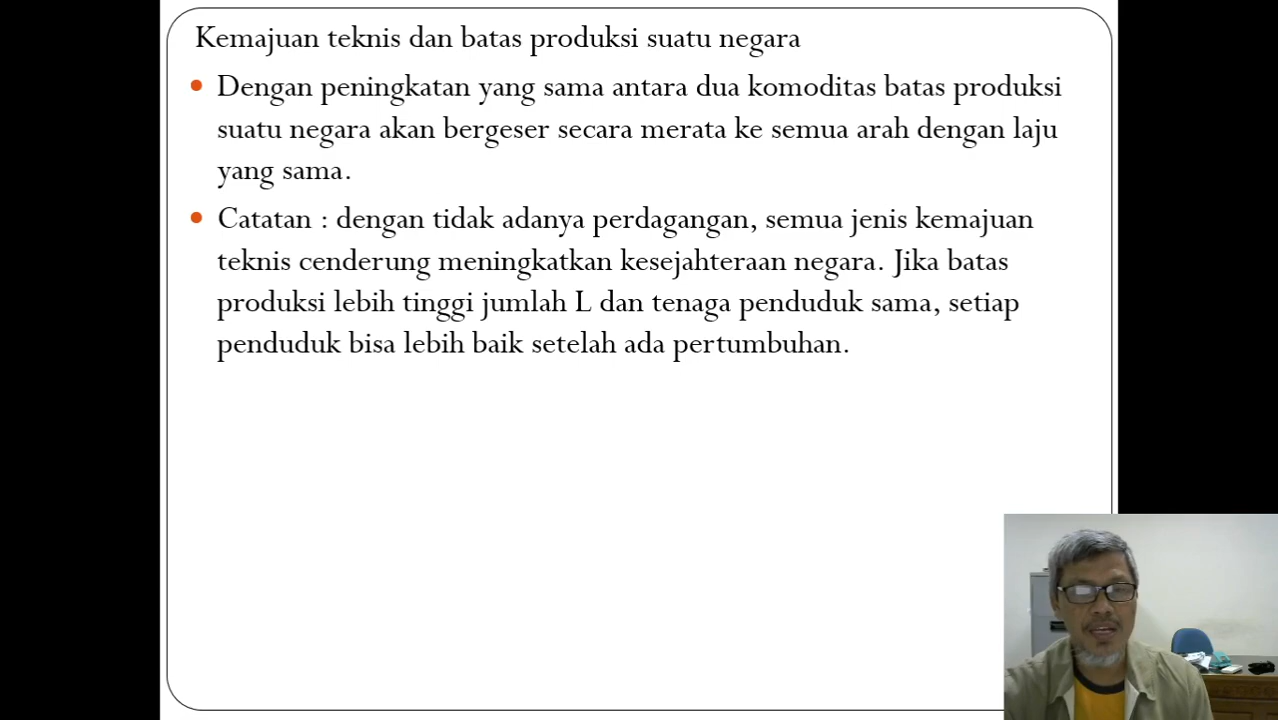 Kemajuan teknis dan batas produksi suatu negara
Dengan peningkatan yang sama antara dua komoditas batas produksi
suatu negara akan bergeser secara merata ke semua arah dengan laju
yang sama.
Catatan : dengan tidak adanya perdagangan, semua jenis kemajuan
teknis cenderung meningkatkan kesejahteraan negara. Jika batas
produksi lebih tinggi jumlah L dan tenaga penduduk sama, setiap
penduduk bisa lebih baik setelah ada pertumbuhan.